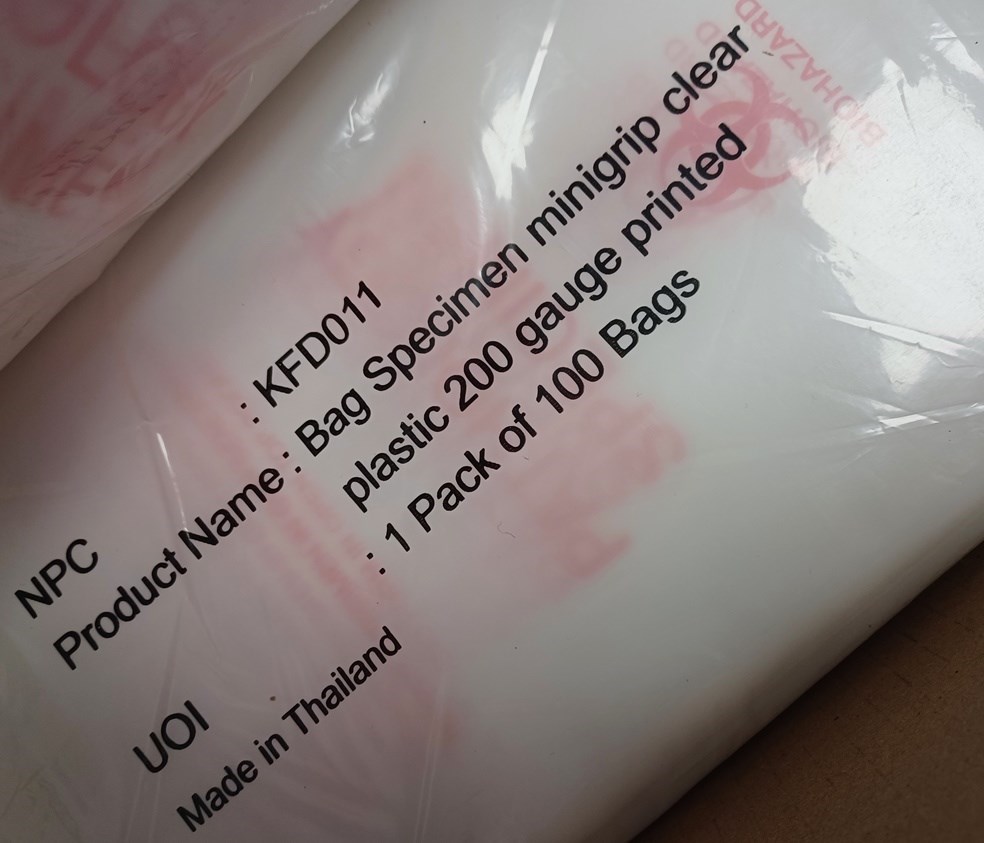 NPC : KFD011
Product Name : Bag Specimen minigrip clear
plastic 200 gauge printed
UOI : 1 Pack of 100 Bags
Made in Thailand
BIOHAZARD